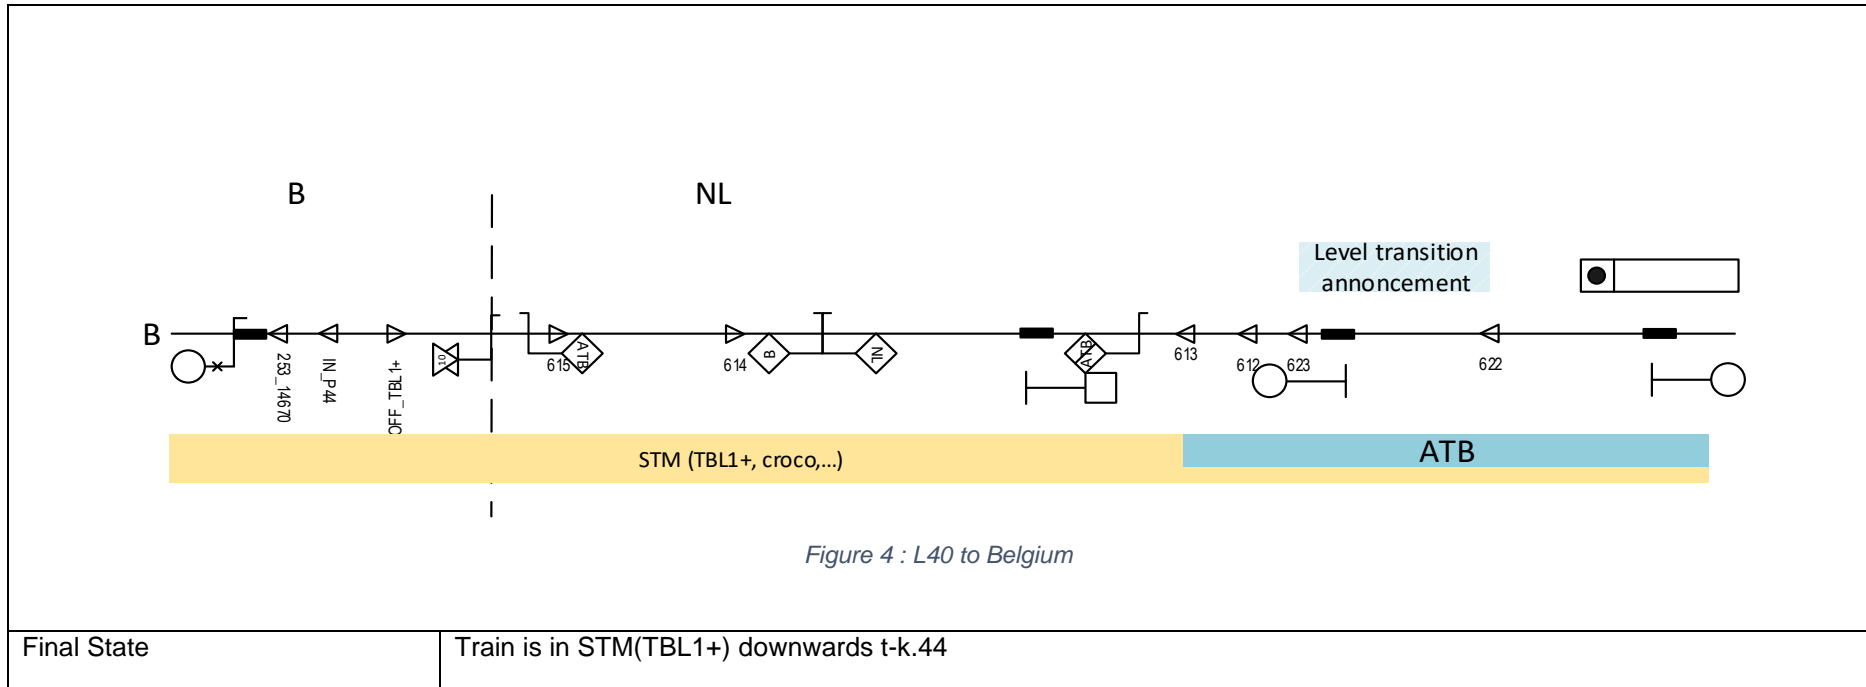 B
NL
Level transition
annoncement
B
253_14670
IN_P44
OFF_TBL1+
10
615
ATB
614
B
NL
ATB
613
612
623
622
STM (TBL1+, croco,...)
ATB
Figure 4 : L40 to Belgium
Final State
Train is in STM(TBL1+) downwards t-k.44